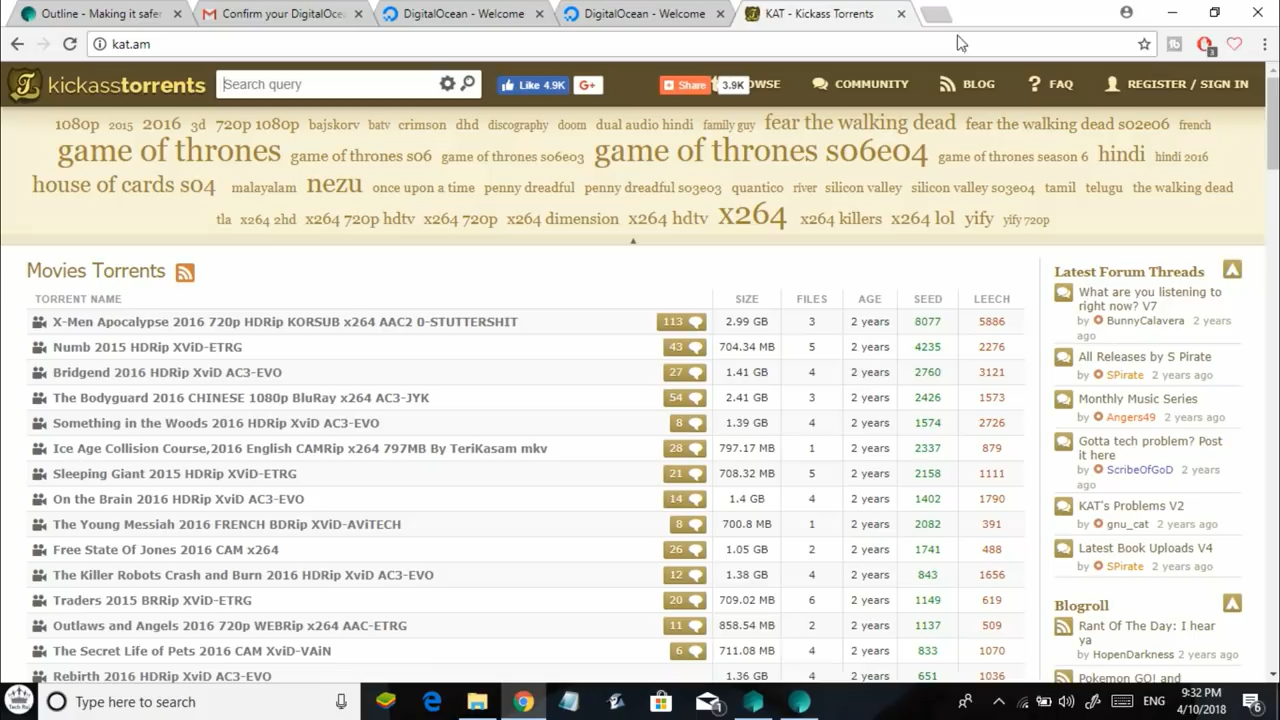 Outline - Making it safer
Confirm your DigitalOce
DigitalOcean - Welcome
DigitalOcean - Welcome
KAT - Kickass Torrents
kat.am
3
kickasstorrents
Search query
Like 4.9K
G+
Share
3.9K
OWSE
COMMUNITY
BLOG
? FAQ
REGISTER / SIGN IN
1080p 2015 2016 3d 720p 1080p bajskorv batv crimson dhd discography doom dual audio hindi family guy fear the walking dead fear the walking dead s02e06 french
game of thrones game of thrones s06 game of thrones s06e03 game of thrones s06e04 game of thrones season 6 hindi hindi 2016
house of cards s04 malayalam nezu once upon a time penny dreadful penny dreadful s03e03 quantico river silicon valley silicon valley s03e04 tamil telugu the walking dead
tla x264 2hd x264 720p hdtv x264 720p x264 dimension x264 hdtv x264 x264 killers x264 lol yify yify 720p
Movies Torrents
TORRENT NAME SIZE FILES AGE SEED LEECH
X-Men Apocalypse 2016 720p HDRip KORSUB x264 AAC2 0-STUTTERSHIT 113 2.99 GB 3 2 years 8077 5886
Numb 2015 HDRip XViD-ETRG 43 704.34 MB 5 2 years 4235 2276
Bridgend 2016 HDRip XviD AC3-EVO 27 1.41 GB 4 2 years 2760 3121
The Bodyguard 2016 CHINESE 1080p BluRay x264 AC3-JYK 54 2.41 GB 3 2 years 2426 1573
Something in the Woods 2016 HDRip XviD AC3-EVO 8 1.39 GB 4 2 years 1574 2726
Ice Age Collision Course,2016 English CAMRip x264 797MB By TeriKasam mkv 28 797.17 MB 1 2 years 2337 879
Sleeping Giant 2015 HDRip XViD-ETRG 21 708.32 MB 5 2 years 2158 1111
On the Brain 2016 HDRip XviD AC3-EVO 14 1.4 GB 4 2 years 1402 1790
The Young Messiah 2016 FRENCH BDRip XViD-AViTECH 8 700.8 MB 1 2 years 2082 391
Free State Of Jones 2016 CAM x264 26 1.05 GB 2 2 years 1741 488
The Killer Robots Crash and Burn 2016 HDRip XviD AC3-EVO 12 1.38 GB 4 2 years 843 1656
Traders 2015 BRRip XViD-ETRG 20 709.02 MB 6 2 years 1149 619
Outlaws and Angels 2016 720p WEBRip x264 AAC-ETRG 11 858.54 MB 2 2 years 1137 509
The Secret Life of Pets 2016 CAM XviD-VAiN 6 711.08 MB 4 2 years 833 1070
Rebirth 2016 HDRip XviD AC3-EVO 1.36 GB 4 2 years 651 1036
Latest Forum Threads
What are you listening to
right now? V7
by BunnyCalavera 2 years
ago
All Releases by S Pirate
by SPirate 2 years ago
Monthly Music Series
by Angers49 2 years ago
Gotta tech problem? Post
it here
by ScribeOfGoD 2 years
ago
KAT's Problems V2
by gnu_cat 2 years ago
Latest Book Uploads V4
by SPirate 2 years ago
Blogroll
Rant Of The Day: I hear
ya
by HopenDarkness 2 years ago
Pokemon GO! and
Type here to search
1
ENG
9:32 PM
4/10/2018
6